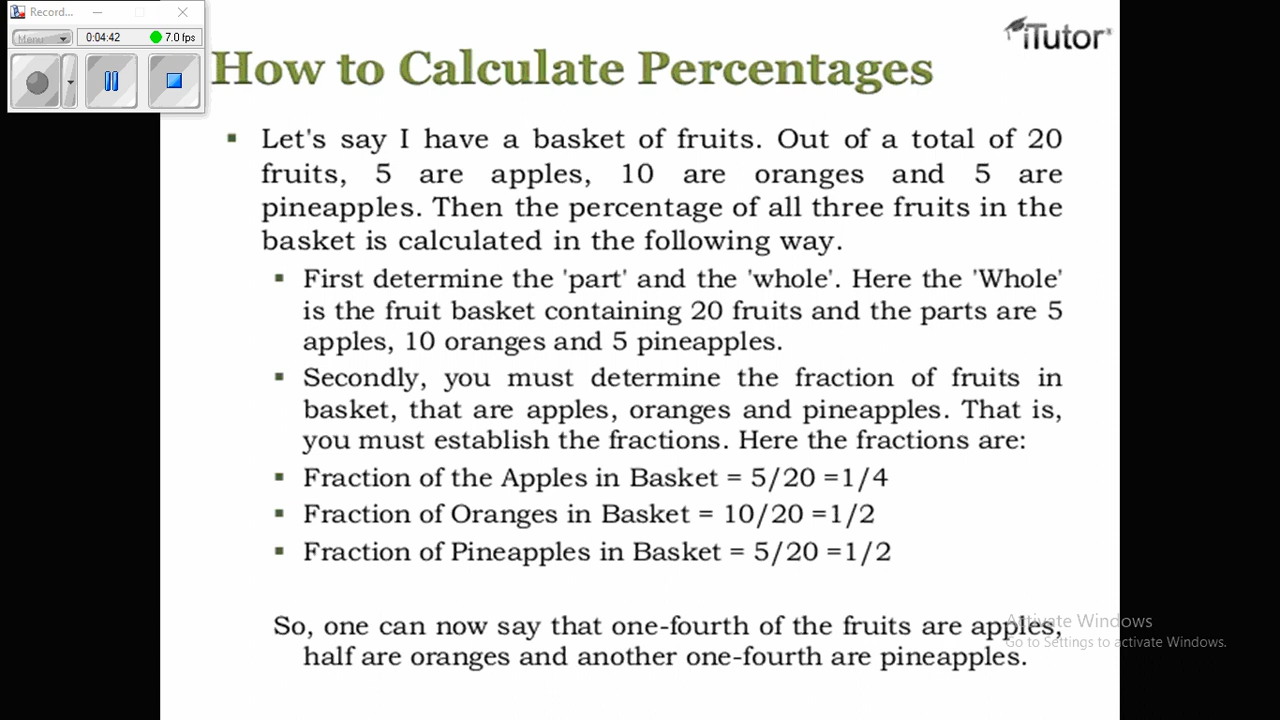 Record...
Menu
0:04:42
7.0 fps
iTutor
How to Calculate Percentages
Let's say I have a basket of fruits. Out of a total of 20
fruits, 5 are apples, 10 are oranges and 5 are
pineapples. Then the percentage of all three fruits in the
basket is calculated in the following way.
First determine the 'part' and the 'whole'. Here the 'Whole'
is the fruit basket containing 20 fruits and the parts are 5
apples, 10 oranges and 5 pineapples.
Secondly, you must determine the fraction of fruits in
basket, that are apples, oranges and pineapples. That is,
you must establish the fractions. Here the fractions are:
Fraction of the Apples in Basket = 5/20 =1/4
Fraction of Oranges in Basket = 10/20 =1/2
Fraction of Pineapples in Basket = 5/20 =1/2
So, one can now say that one-fourth of the fruits are apples,
half are oranges and another one-fourth are pineapples.
Activate Windows
Go to Settings to activate Windows.